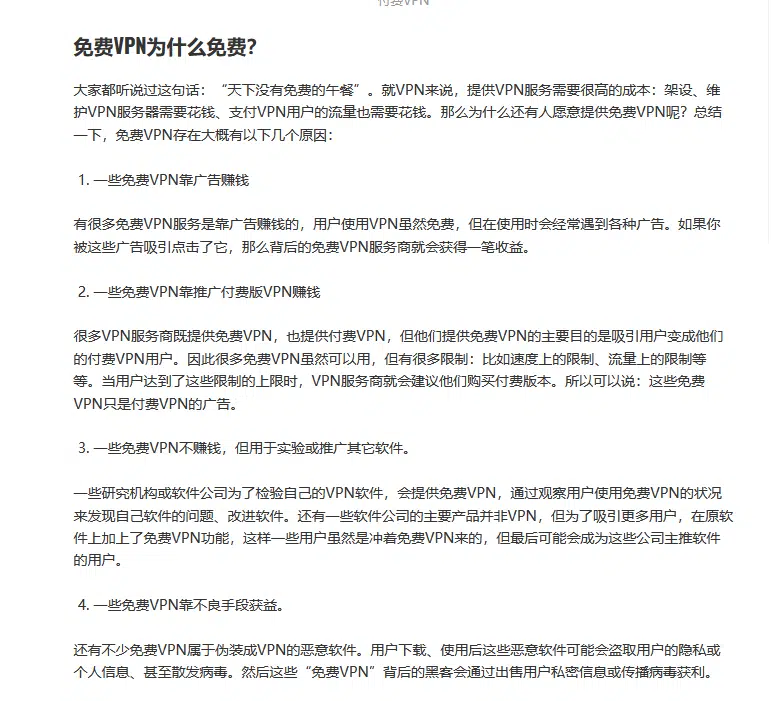 付费VPN
免费VPN为什么免费？
大家都听说过这句话：“天下没有免费的午餐”。就VPN来说，提供VPN服务需要很高的成本：架设、维
护VPN服务器需要花钱、支付VPN用户的流量也需要花钱。那么为什么还有人愿意提供免费VPN呢？总结
一下，免费VPN存在大概有以下几个原因：
1. 一些免费VPN靠广告赚钱
有很多免费VPN服务是靠广告赚钱的，用户使用VPN虽然免费，但在使用时会经常遇到各种广告。如果你
被这些广告吸引点击了它，那么背后的免费VPN服务商就会获得一笔收益。
2. 一些免费VPN靠推广付费版VPN赚钱
很多VPN服务商既提供免费VPN，也提供付费VPN，但他们提供免费VPN的主要目的是吸引用户变成他们
的付费VPN用户。因此很多免费VPN虽然可以用，但有很多限制：比如速度上的限制、流量上的限制等
等。当用户达到了这些限制的上限时，VPN服务商就会建议他们购买付费版本。所以可以说：这些免费
VPN只是付费VPN的广告。
3. 一些免费VPN不赚钱，但用于实验或推广其它软件。
一些研究机构或软件公司为了检验自己的VPN软件，会提供免费VPN，通过观察用户使用免费VPN的状况
来发现自己软件的问题、改进软件。还有一些软件公司的主要产品并非VPN，但为了吸引更多用户，在原软
件上加上了免费VPN功能，这样一些用户虽然是冲着免费VPN来的，但最后可能会成为这些公司主推软件
的用户。
4. 一些免费VPN靠不良手段获益。
还有不少免费VPN属于伪装成VPN的恶意软件。用户下载、使用后这些恶意软件可能会盗取用户的隐私或
个人信息、甚至散发病毒。然后这些“免费VPN”背后的黑客会通过出售用户私密信息或传播病毒获利。